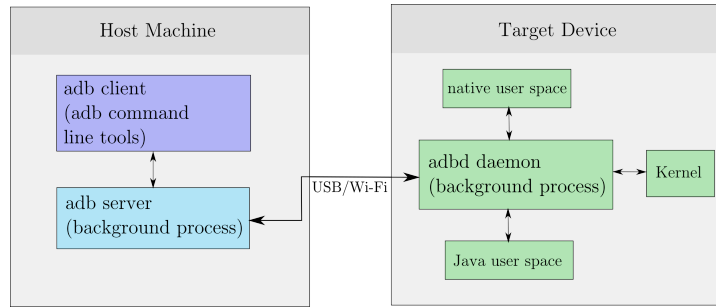 Host Machine
adb client
(adb command
line tools)
adb server
(background process)
USB/Wi-Fi
Target Device
native user space
adbd daemon
(background process)
Kernel
Java user space